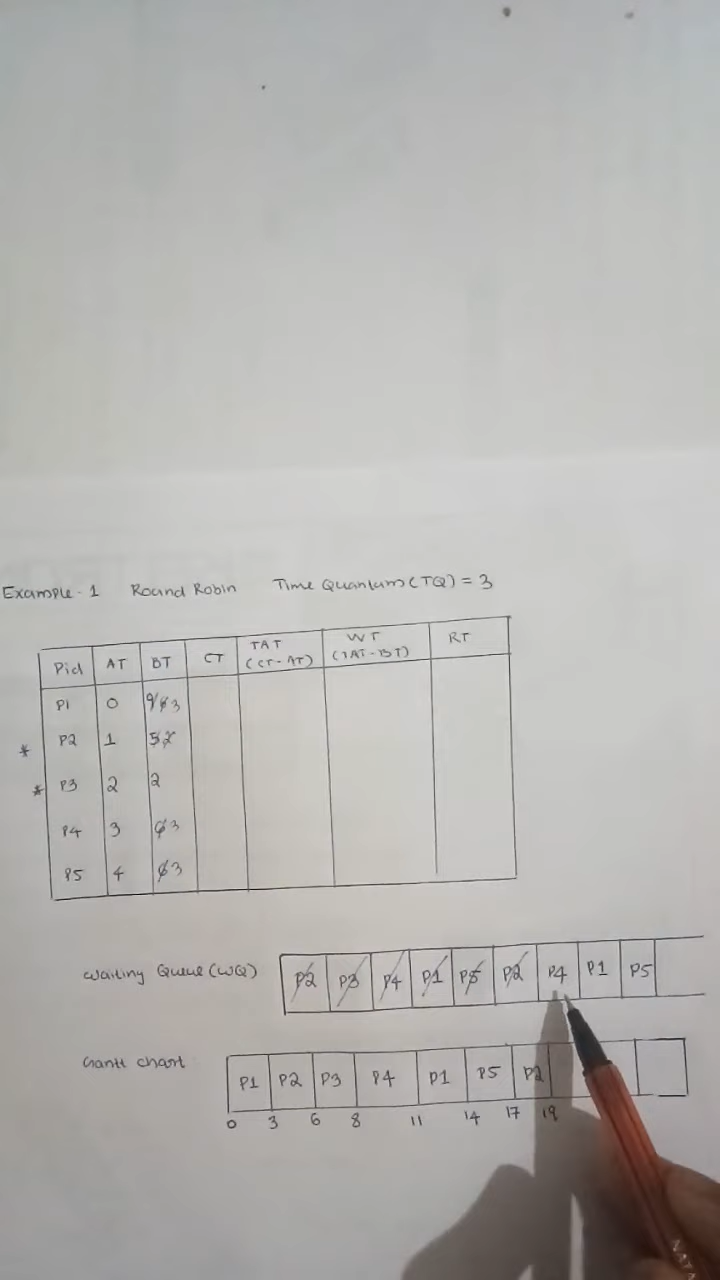 Example - 1 Round Robin Time Quantum (TQ) = 3
Pid AT BT CT TAT (CT - AT) WT (TAT - BT) RT
P1 0 9 6 3
* P2 1 5 2
* P3 2 2
P4 3 6 3
P5 4 6 3
Waiting Queue (WQ) P2 P3 P4 P1 P5 P2 P4 P1 P5
Gantt chart P1 P2 P3 P4 P1 P5 P2
0 3 6 8 11 14 17 19
NATA